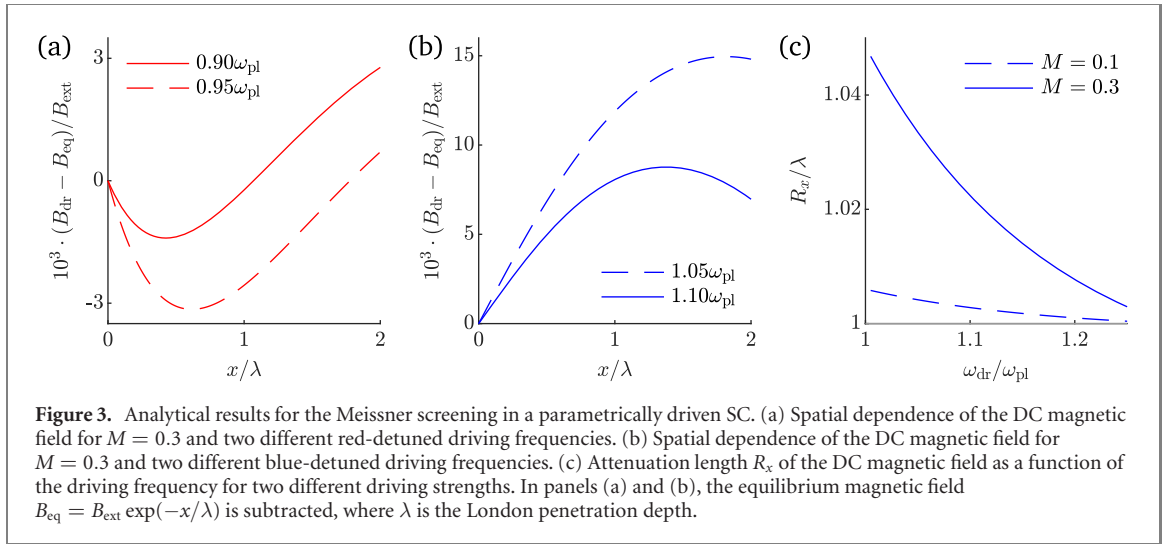 (a)
3
0
-3
10³ · (B_dr − B_eq)/B_ext
0.90ω_pl
0.95ω_pl
0
1
2
x/λ
(b)
15
10
5
0
10³ · (B_dr − B_eq)/B_ext
1.05ω_pl
1.10ω_pl
0
1
2
x/λ
(c)
1.04
1.02
1
R_x/λ
M = 0.1
M = 0.3
1
1.1
1.2
ω_dr/ω_pl
Figure 3. Analytical results for the Meissner screening in a parametrically driven SC. (a) Spatial dependence of the DC magnetic
field for M = 0.3 and two different red-detuned driving frequencies. (b) Spatial dependence of the DC magnetic field for
M = 0.3 and two different blue-detuned driving frequencies. (c) Attenuation length R_x of the DC magnetic field as a function of
the driving frequency for two different driving strengths. In panels (a) and (b), the equilibrium magnetic field
B_eq = B_ext exp(−x/λ) is subtracted, where λ is the London penetration depth.